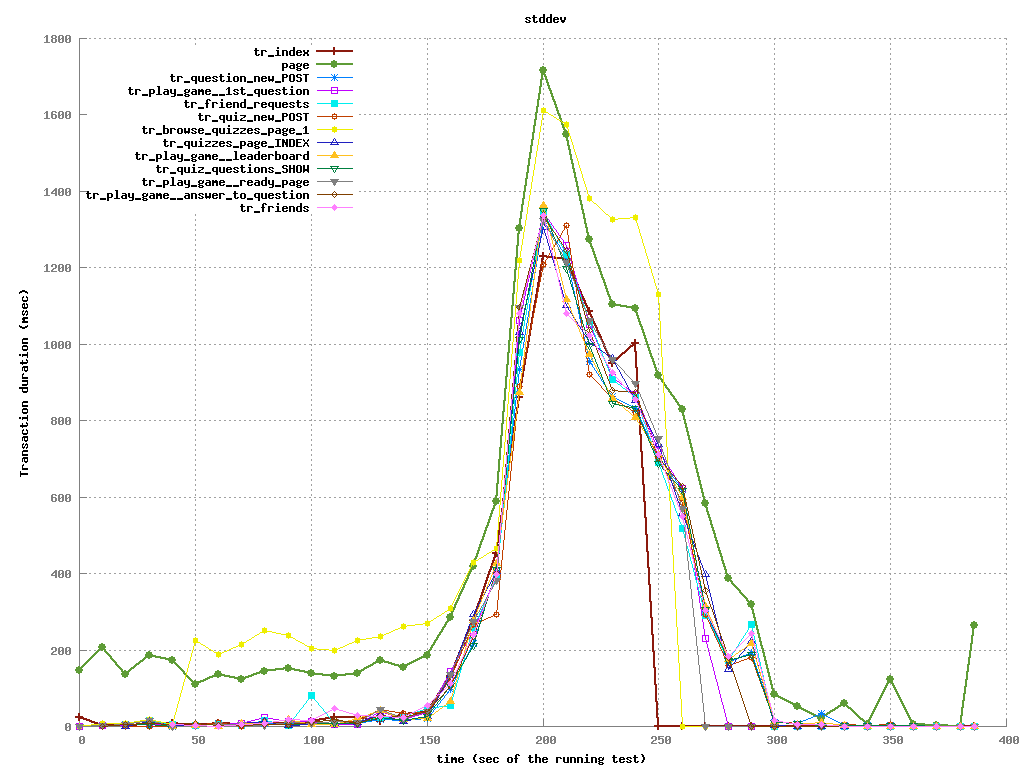 stddev
1800
1600
1400
1200
1000
800
600
400
200
0
Transaction duration (msec)
tr_index
page
tr_question_new_POST
tr_play_game__1st_question
tr_friend_requests
tr_quiz_new_POST
tr_browse_quizzes_page_1
tr_quizzes_page_INDEX
tr_play_game__leaderboard
tr_quiz_questions_SHOW
tr_play_game__ready_page
tr_play_game__answer_to_question
tr_friends
0 50 100 150 200 250 300 350 400
time (sec of the running test)